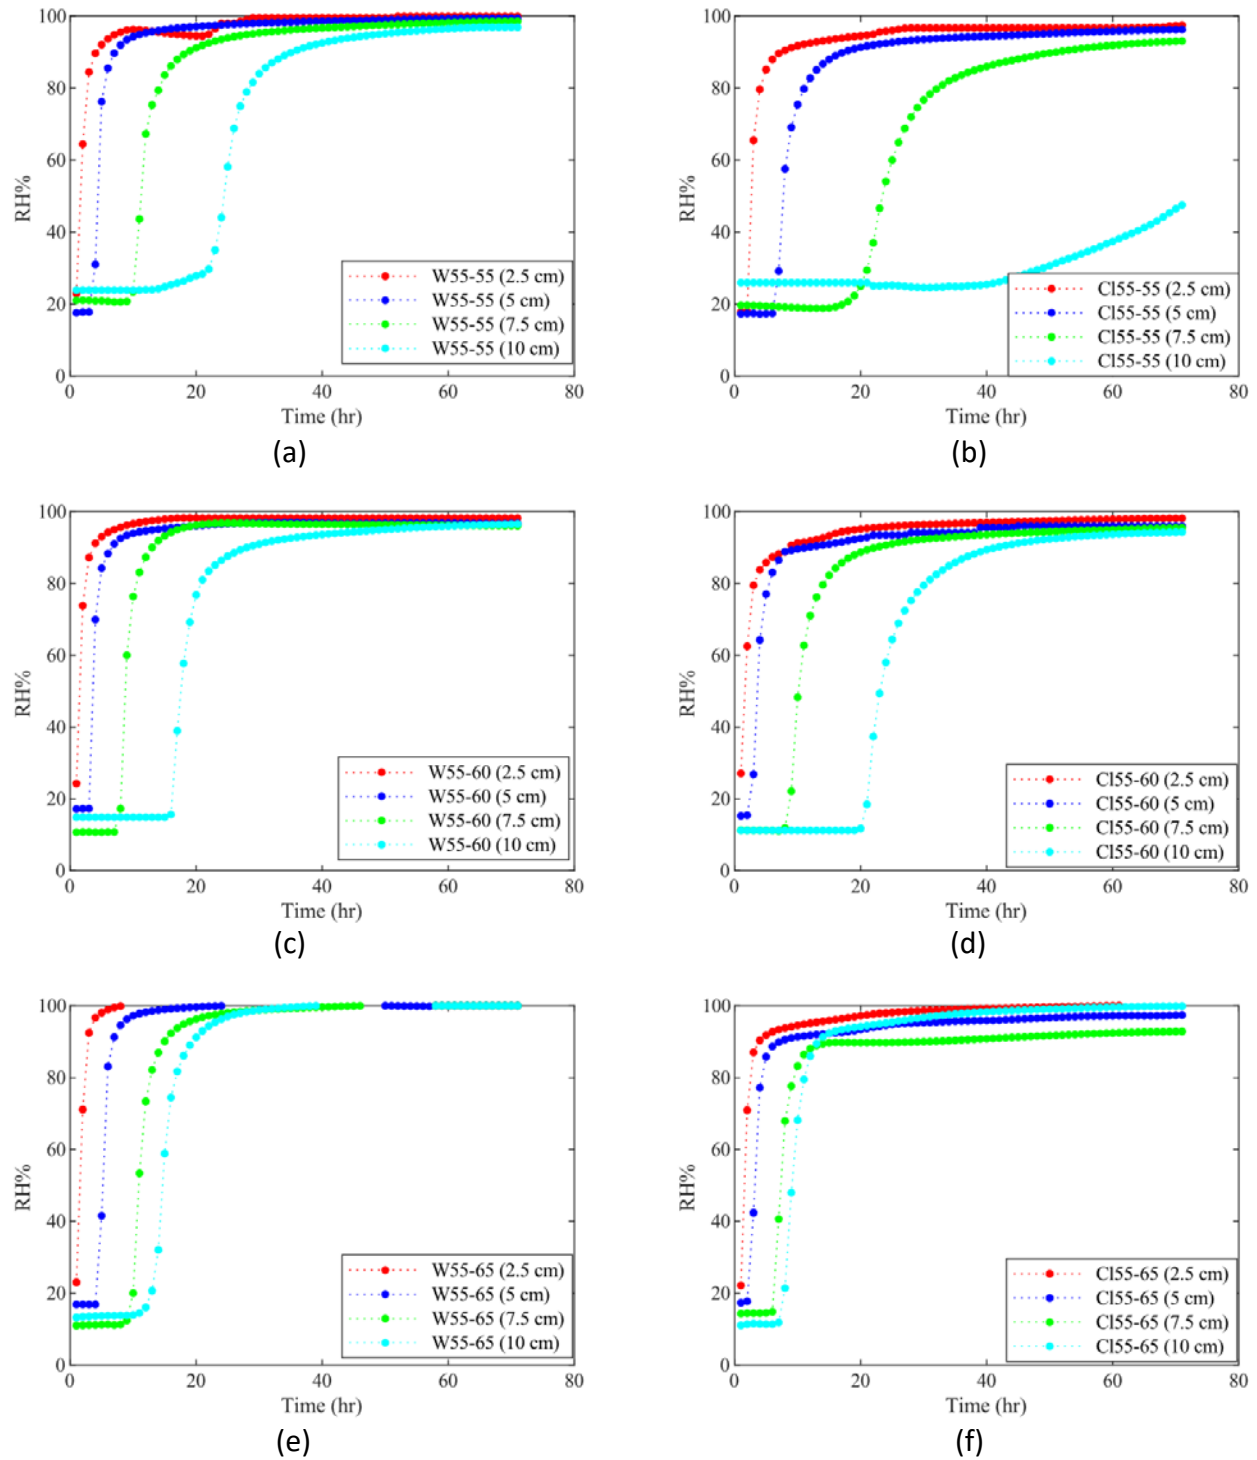 100
80
60
40
20
0
RH%
W55-55 (2.5 cm)
W55-55 (5 cm)
W55-55 (7.5 cm)
W55-55 (10 cm)
0 20 40 60 80
Time (hr)
(a)
100
80
60
40
20
0
RH%
Cl55-55 (2.5 cm)
Cl55-55 (5 cm)
Cl55-55 (7.5 cm)
Cl55-55 (10 cm)
0 20 40 60 80
Time (hr)
(b)
100
80
60
40
20
0
RH%
W55-60 (2.5 cm)
W55-60 (5 cm)
W55-60 (7.5 cm)
W55-60 (10 cm)
0 20 40 60 80
Time (hr)
(c)
100
80
60
40
20
0
RH%
Cl55-60 (2.5 cm)
Cl55-60 (5 cm)
Cl55-60 (7.5 cm)
Cl55-60 (10 cm)
0 20 40 60 80
Time (hr)
(d)
100
80
60
40
20
0
RH%
W55-65 (2.5 cm)
W55-65 (5 cm)
W55-65 (7.5 cm)
W55-65 (10 cm)
0 20 40 60 80
Time (hr)
(e)
100
80
60
40
20
0
RH%
Cl55-65 (2.5 cm)
Cl55-65 (5 cm)
Cl55-65 (7.5 cm)
Cl55-65 (10 cm)
0 20 40 60 80
Time (hr)
(f)